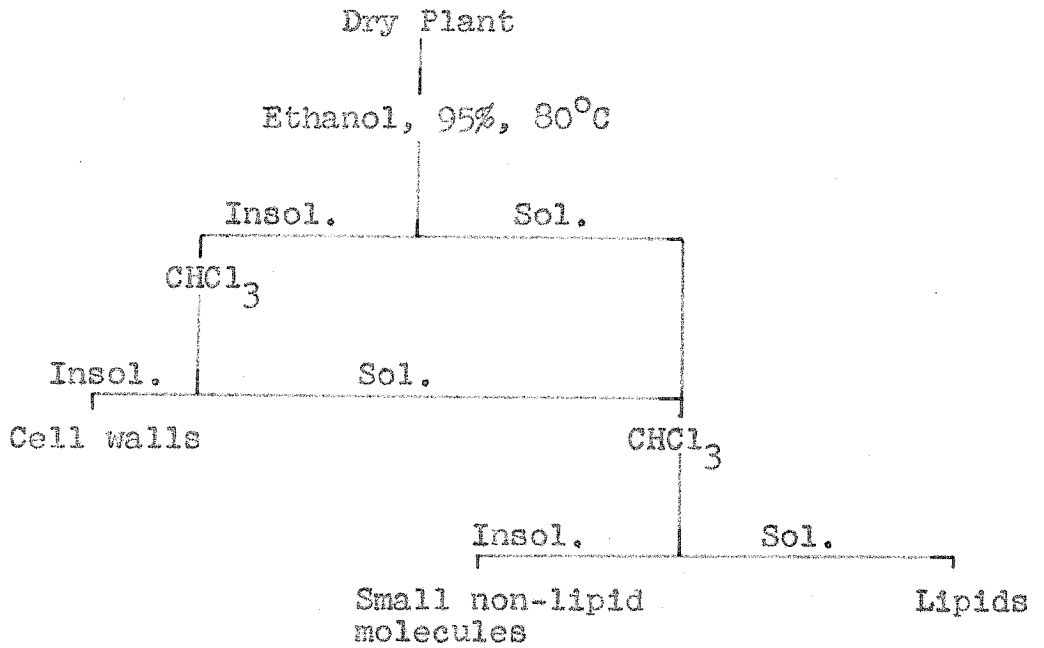 Dry Plant
Ethanol, 95%, 80°C
Insol. Sol.
CHCl3
Insol. Sol.
Cell walls
CHCl3
Insol. Sol.
Small non-lipid
molecules
Lipids